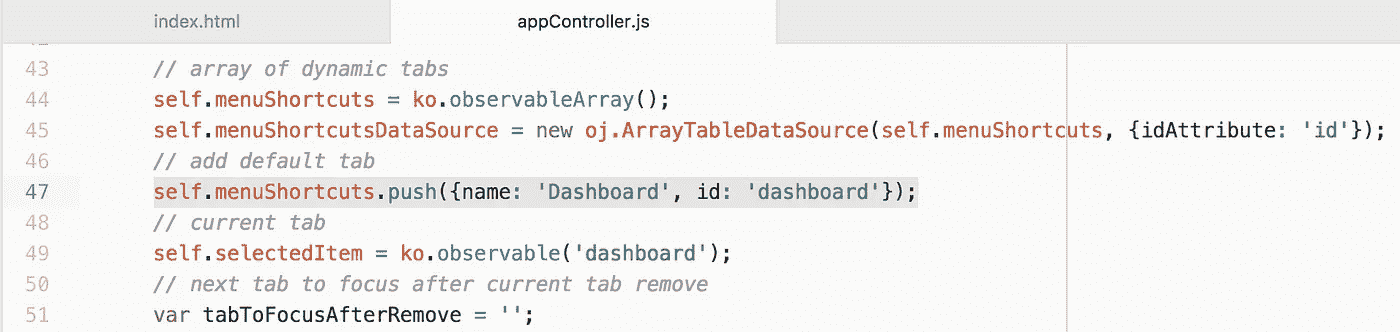 index.html
appController.js
43 // array of dynamic tabs
44 self.menuShortcuts = ko.observableArray();
45 self.menuShortcutsDataSource = new oj.ArrayTableDataSource(self.menuShortcuts, {idAttribute: 'id'});
46 // add default tab
47 self.menuShortcuts.push({name: 'Dashboard', id: 'dashboard'});
48 // current tab
49 self.selectedItem = ko.observable('dashboard');
50 // next tab to focus after current tab remove
51 var tabToFocusAfterRemove = '';